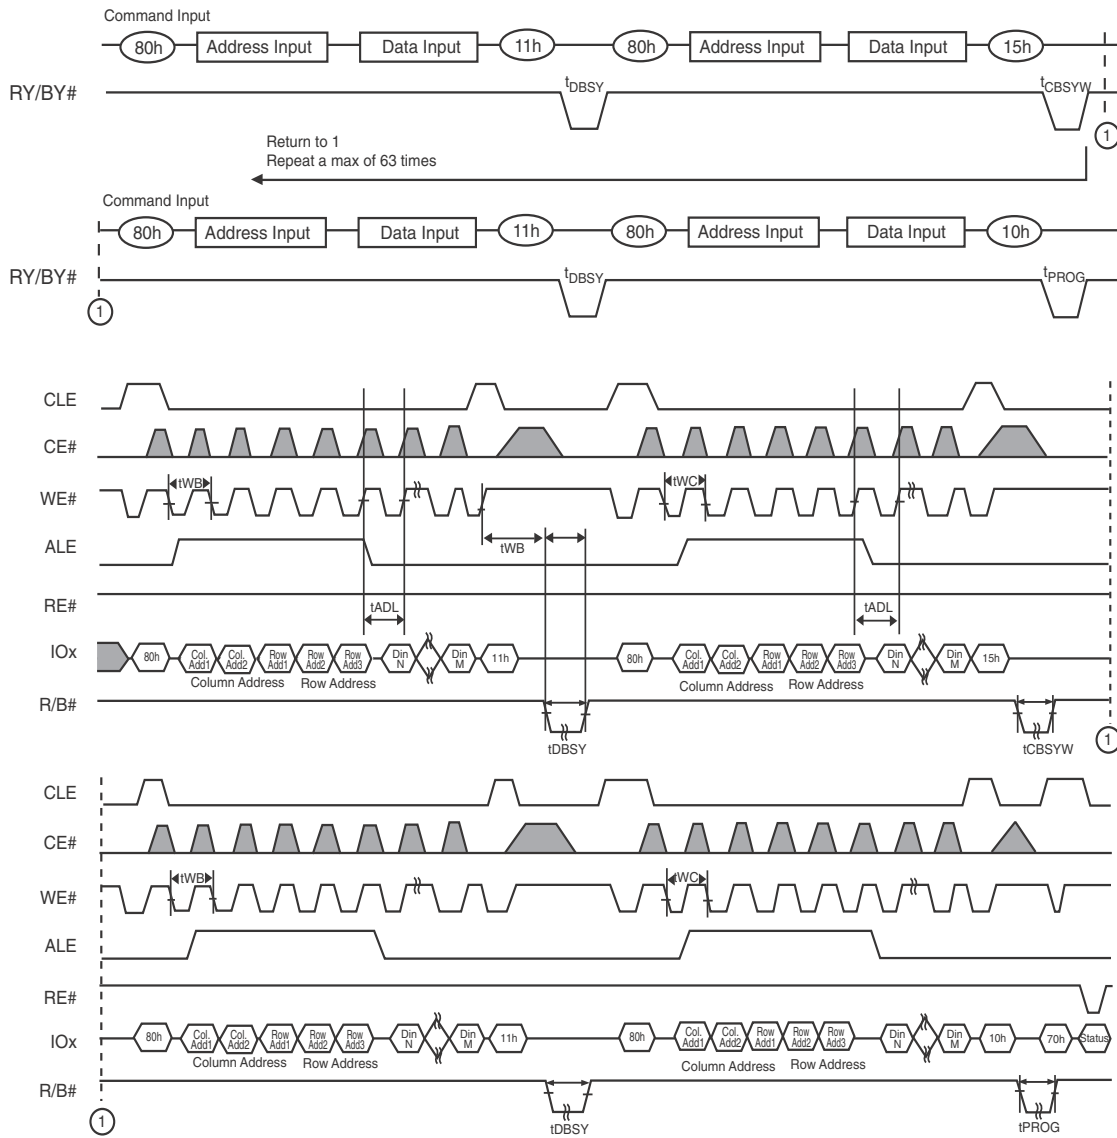 Command Input
80h Address Input Data Input 11h 80h Address Input Data Input 15h
RY/BY# tDBSY tCBSYW
1
Return to 1
Repeat a max of 63 times
Command Input
80h Address Input Data Input 11h 80h Address Input Data Input 10h
RY/BY# tDBSY tPROG
1
CLE
CE#
WE# tWB tWC
ALE tWB
RE# tADL tADL
IOx 80h Col. Add1 Col. Add2 Row Add1 Row Add2 Row Add3 Din N Din M 11h 80h Col. Add1 Col. Add2 Row Add1 Row Add2 Row Add3 Din N Din M 15h
Column Address Row Address Column Address Row Address
R/B#
tDBSY tCBSYW 1
CLE
CE#
WE# tWB tWC
ALE
RE#
IOx 80h Col. Add1 Col. Add2 Row Add1 Row Add2 Row Add3 Din N Din M 11h 80h Col. Add1 Col. Add2 Row Add1 Row Add2 Row Add3 Din N Din M 10h 70h Status
Column Address Row Address Column Address Row Address
R/B#
1 tDBSY tPROG